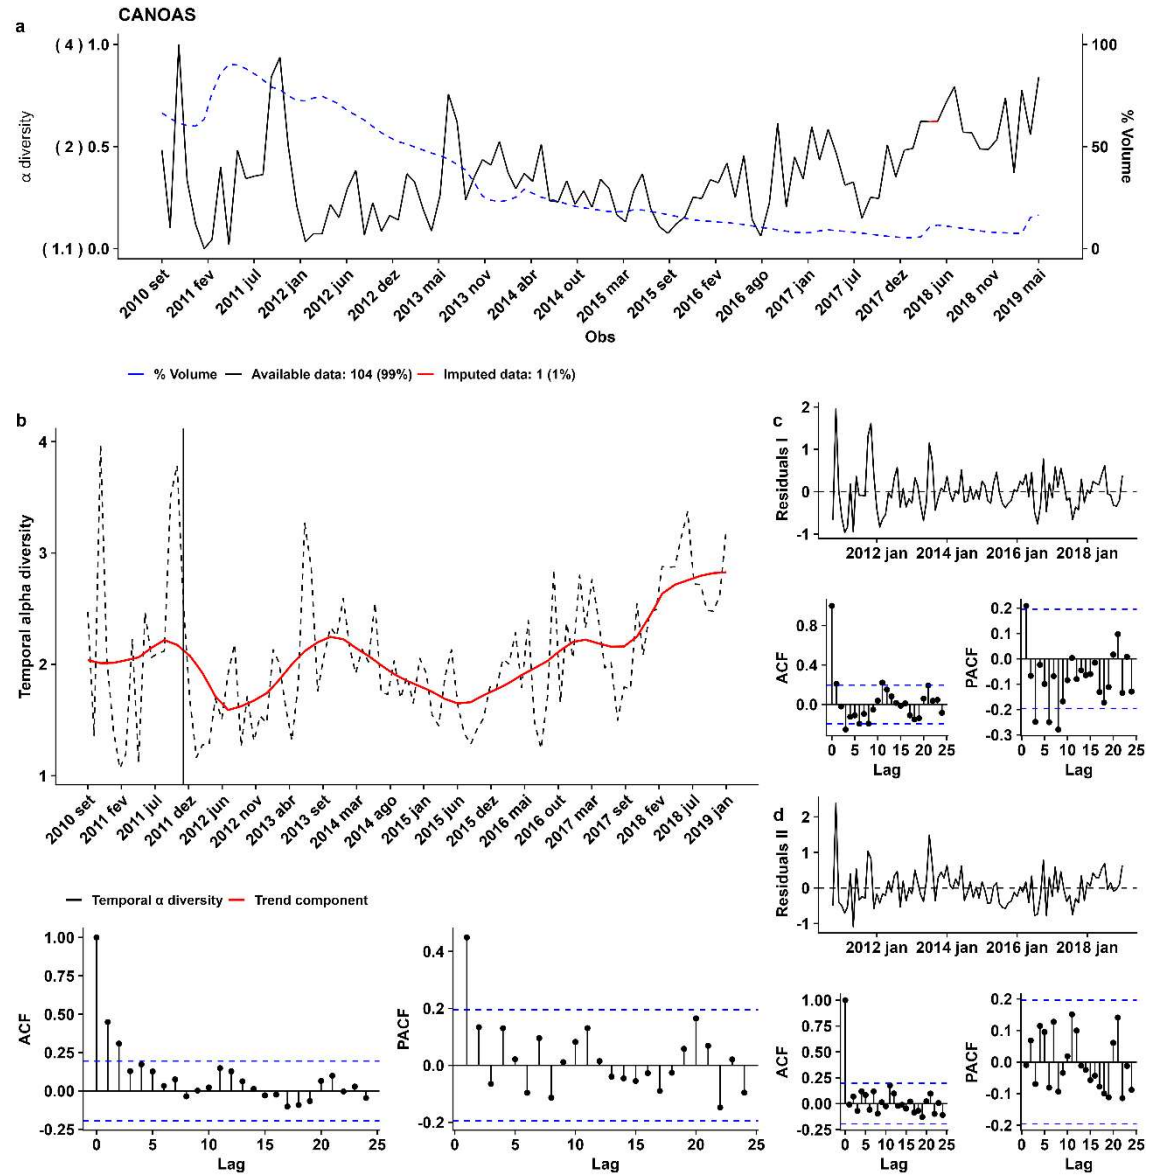 CANOAS
a
( 4 ) 1.0
( 2 ) 0.5
( 1.1 ) 0.0
α diversity
100
50
0
% Volume
2010 set 2011 fev 2011 jul 2012 jan 2012 jun 2012 dez 2013 mai 2013 nov 2014 abr 2014 out 2015 mar 2015 set 2016 fev 2016 ago 2017 jan 2017 jul 2017 dez 2018 jun 2018 nov 2019 mai
Obs
% Volume Available data: 104 (99%) Imputed data: 1 (1%)
b
4
3
2
1
Temporal alpha diversity
2010 set 2011 fev 2011 jul 2011 dez 2012 jun 2012 nov 2013 abr 2013 set 2014 mar 2014 ago 2015 jan 2015 jun 2015 dez 2016 mai 2016 out 2017 mar 2017 set 2018 fev 2018 jul 2019 jan
Temporal α diversity Trend component
1.00
0.75
0.50
0.25
0.00
-0.25
ACF
0 5 10 15 20 25
Lag
0.4
0.2
0.0
-0.2
PACF
0 5 10 15 20 25
Lag
c
2
1
0
-1
Residuals I
2012 jan 2014 jan 2016 jan 2018 jan
0.8
0.4
0.0
ACF
0 5 10 15 20 25
Lag
0.2
0.1
0.0
-0.1
-0.2
-0.3
PACF
0 5 10 15 20 25
Lag
d
2
1
0
-1
Residuals II
2012 jan 2014 jan 2016 jan 2018 jan
1.00
0.75
0.50
0.25
0.00
-0.25
ACF
0 5 10 15 20 25
Lag
0.2
0.1
0.0
-0.1
-0.2
PACF
0 5 10 15 20 25
Lag